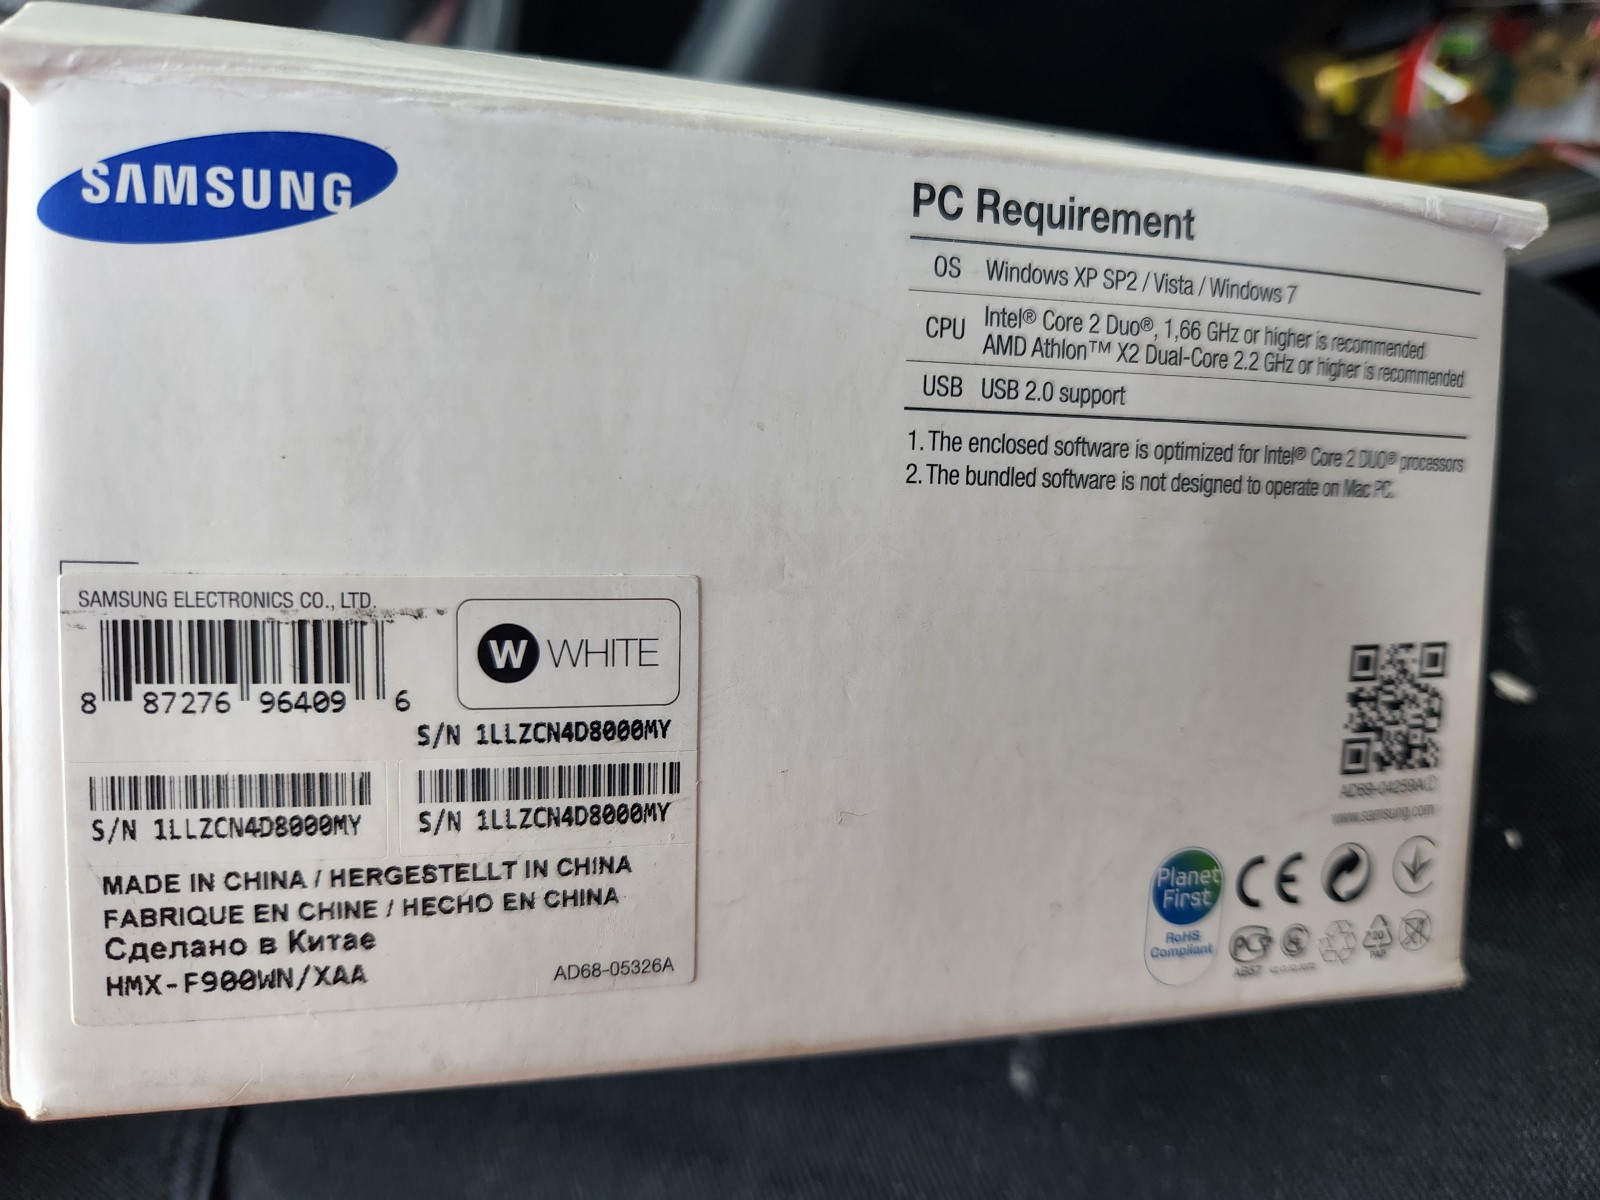 SAMSUNG
PC Requirement
OS Windows XP SP2 / Vista / Windows 7
CPU Intel® Core 2 Duo®, 1,66 GHz or higher is recommended
AMD Athlon™ X2 Dual-Core 2.2 GHz or higher is recommended
USB USB 2.0 support
1. The enclosed software is optimized for Intel® Core 2 DUO® processors
2. The bundled software is not designed to operate on Mac PC.
SAMSUNG ELECTRONICS CO., LTD.
8 87276 96409 6
W WHITE
S/N 1LLZCN4D8000MY
S/N 1LLZCN4D8000MY
S/N 1LLZCN4D8000MY
MADE IN CHINA / HERGESTELLT IN CHINA
FABRIQUE EN CHINE / HECHO EN CHINA
Сделано в Китае
HMX-F900WN/XAA
AD68-05326A
www.samsung.com
Planet
First
RoHS
Compliant
CE
20
PAP